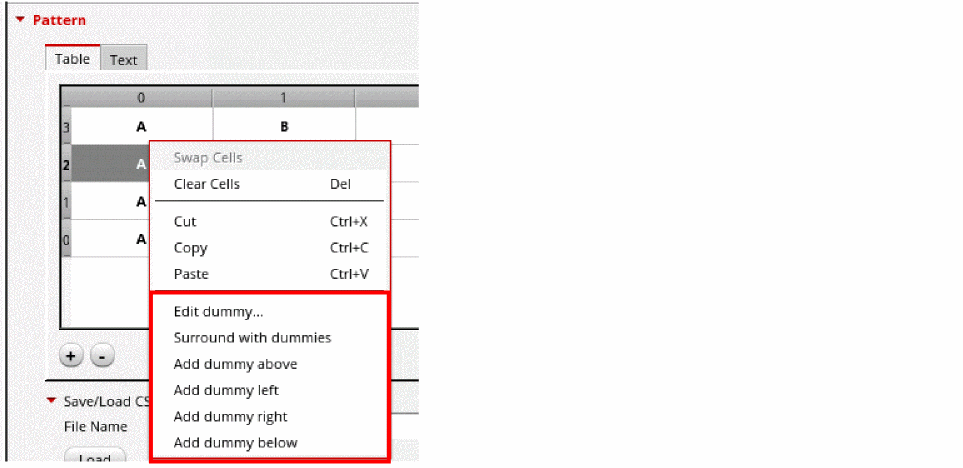 Pattern
Table Text
0 1
3 A B
2 A
1 A
0 A
Swap Cells
Clear Cells Del
Cut Ctrl+X
Copy Ctrl+C
Paste Ctrl+V
Edit dummy...
Surround with dummies
Add dummy above
Add dummy left
Add dummy right
Add dummy below
+ -
Save/Load CS
File Name
Load